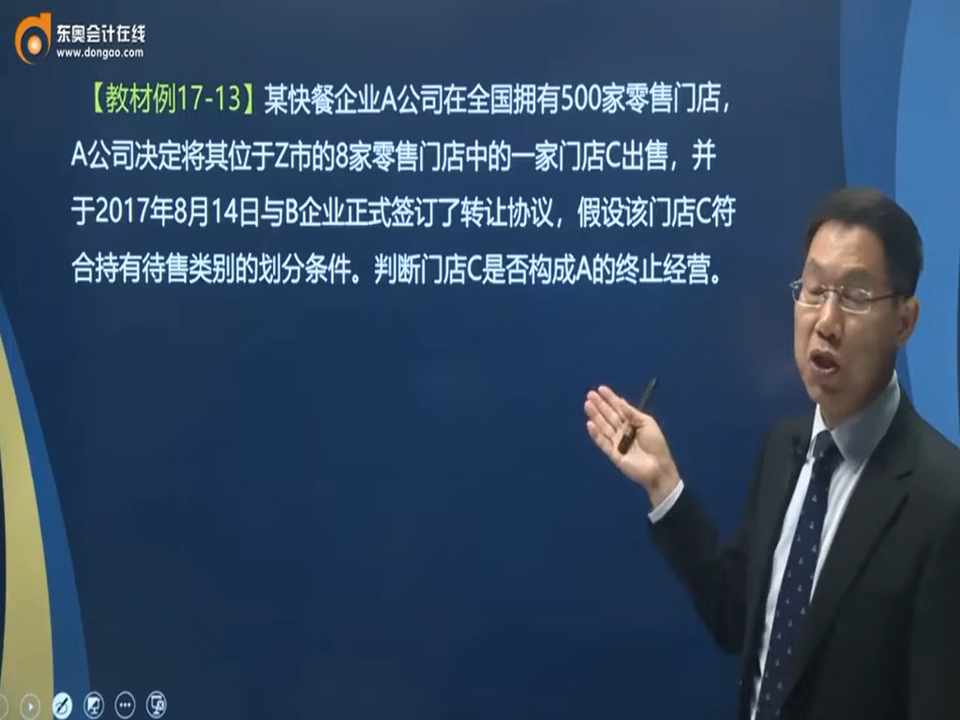 东奥会计在线
www.dongao.com
【教材例17-13】某快餐企业A公司在全国拥有500家零售门店，
A公司决定将其位于Z市的8家零售门店中的一家门店C出售，并
于2017年8月14日与B企业正式签订了转让协议，假设该门店C符
合持有待售类别的划分条件。判断门店C是否构成A的终止经营。